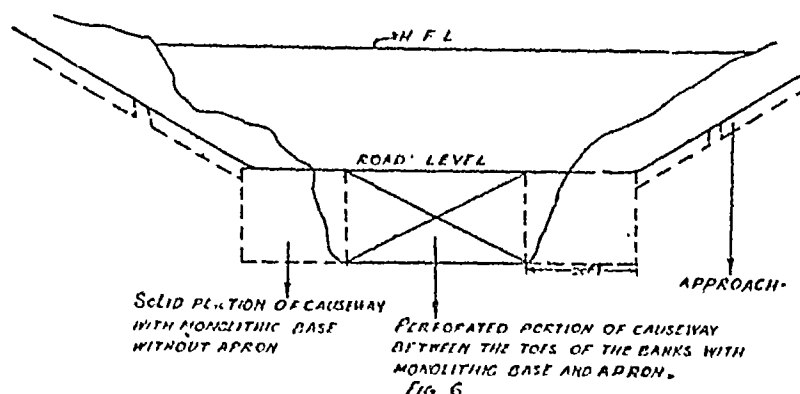 H F L
ROAD LEVEL
20FT
APPROACH.
SOLID PORTION OF CAUSEWAY
WITH MONOLITHIC BASE
WITHOUT APRON
PERFORATED PORTION OF CAUSEWAY
BETWEEN THE TOES OF THE BANKS WITH
MONOLITHIC BASE AND APRON.
FIG 6